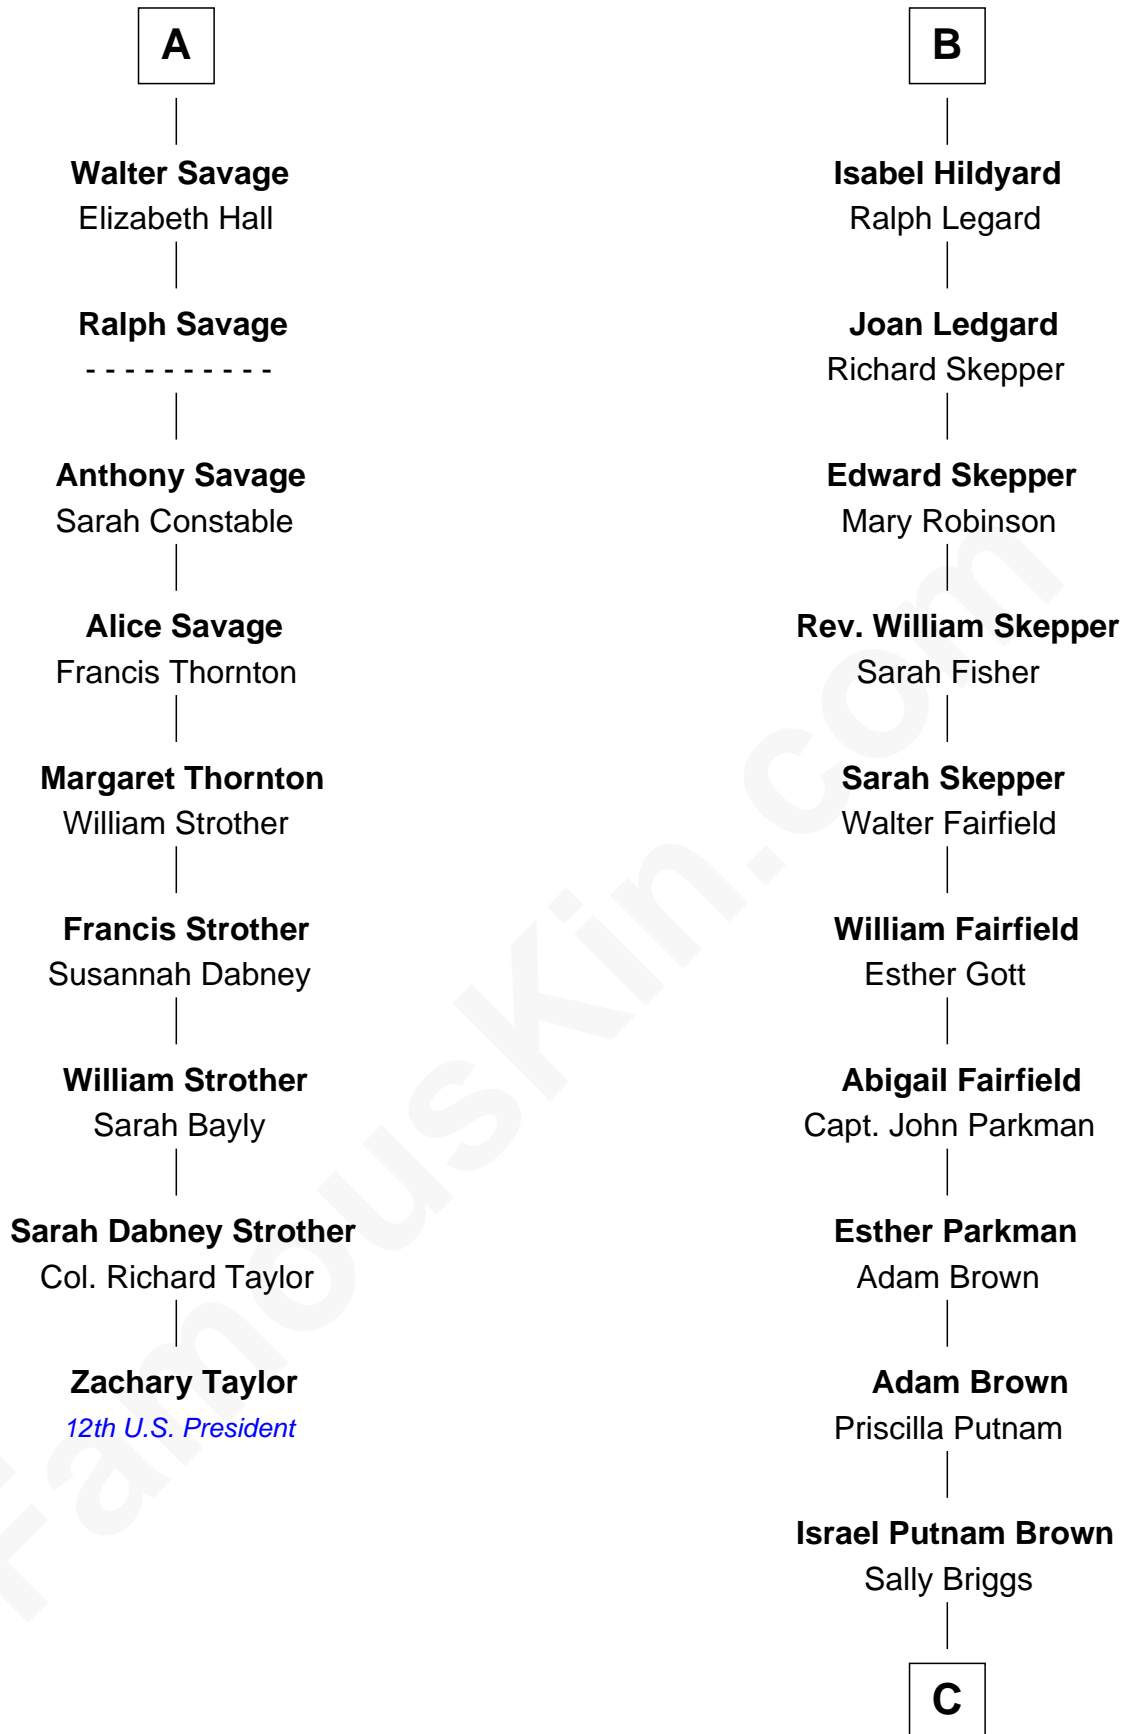 A
Walter Savage
Elizabeth Hall
Ralph Savage
- - - - - - - - - -
Anthony Savage
Sarah Constable
Alice Savage
Francis Thornton
Margaret Thornton
William Strother
Francis Strother
Susannah Dabney
William Strother
Sarah Bayly
Sarah Dabney Strother
Col. Richard Taylor
Zachary Taylor
12th U.S. President
B
Isabel Hildyard
Ralph Legard
Joan Ledgard
Richard Skepper
Edward Skepper
Mary Robinson
Rev. William Skepper
Sarah Fisher
Sarah Skepper
Walter Fairfield
William Fairfield
Esther Gott
Abigail Fairfield
Capt. John Parkman
Esther Parkman
Adam Brown
Adam Brown
Priscilla Putnam
Israel Putnam Brown
Sally Briggs
C
FamousKin.com